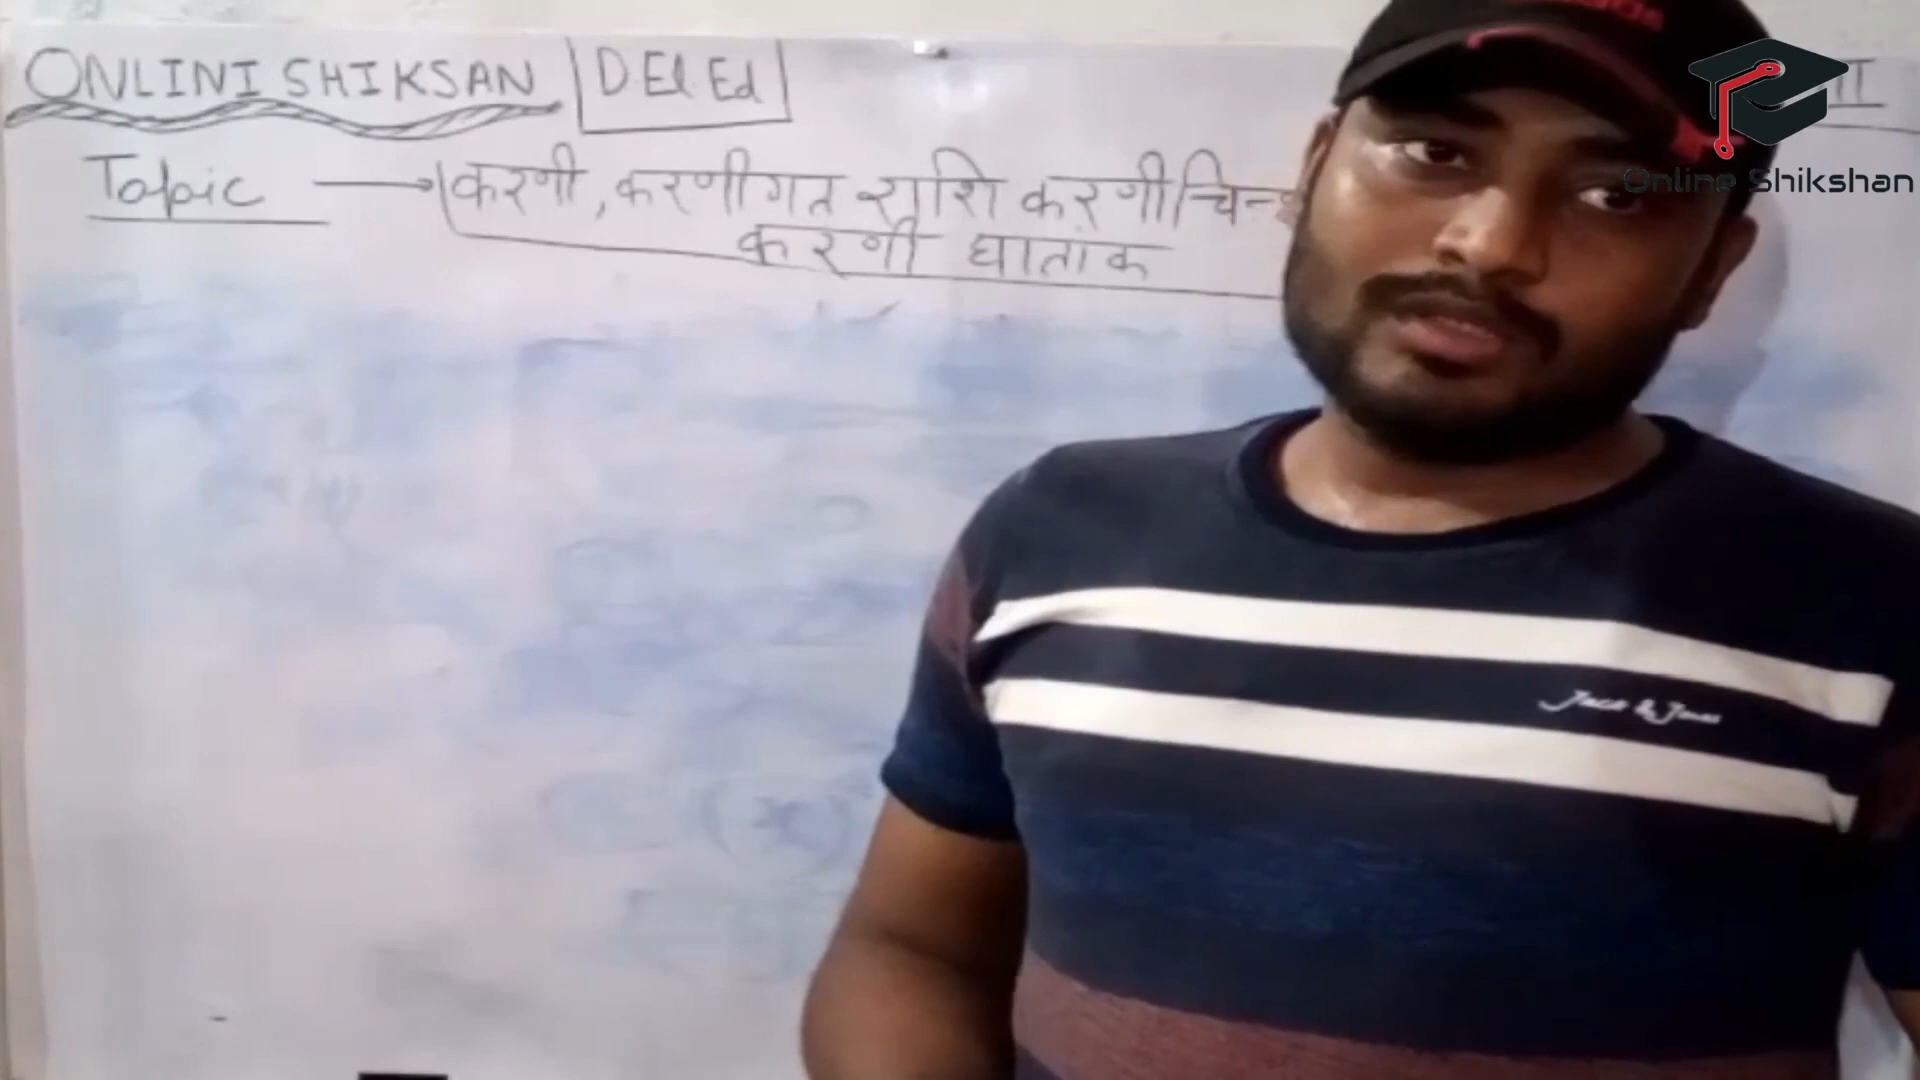 ONLINI SHIKSAN D.El.Ed
Topic → करणी, करणीगत राशि करणी
करणी घातांक
Online Shikshan
Jack & Jones